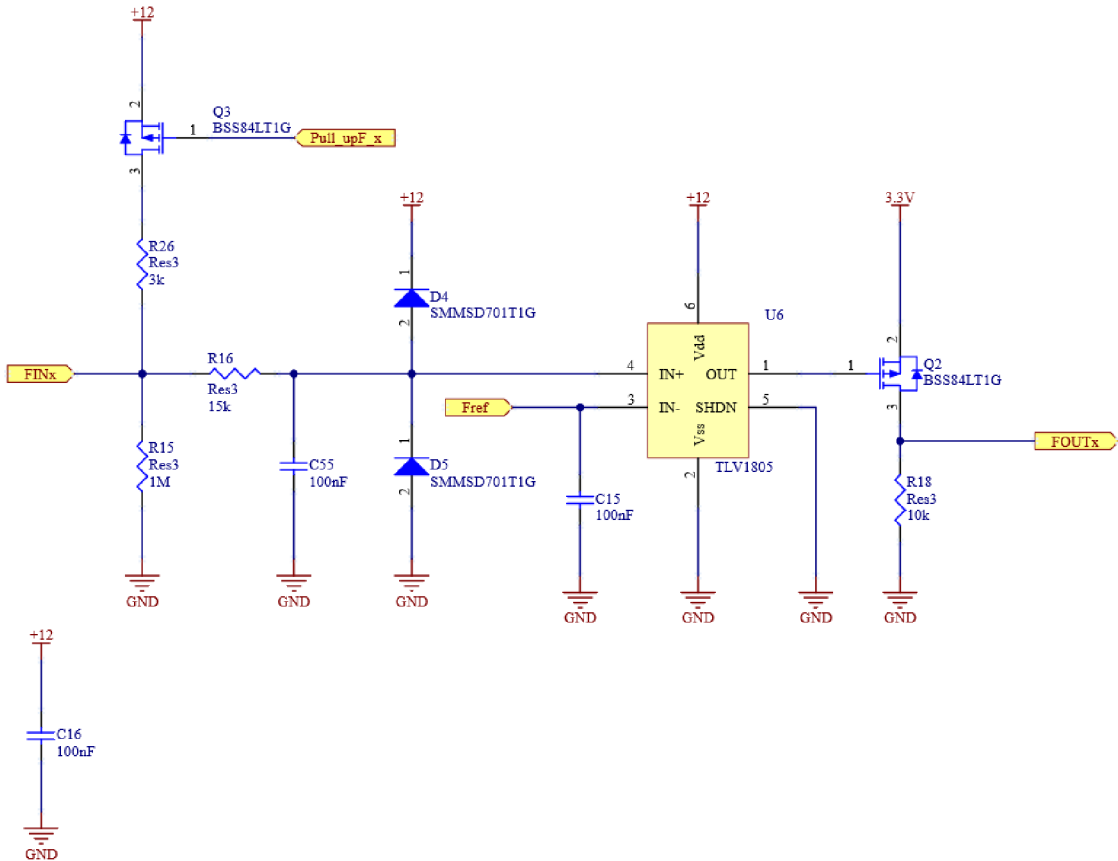 +12
2
Q3
BSS84LT1G
1
Pull_upF_x
3
R26
Res3
3k
+12
+12
3.3V
1
D4
SMMSD701T1G
2
6
U6
Vdd
FINx
R16
Res3
15k
4
IN+
OUT
1
1
2
Q2
BSS84LT1G
3
Fref
3
IN-
SHDN
5
Vss
TLV1805
2
FOUTx
R15
Res3
1M
C55
100nF
1
D5
SMMSD701T1G
2
C15
100nF
R18
Res3
10k
GND
GND
GND
GND
GND
GND
GND
+12
C16
100nF
GND